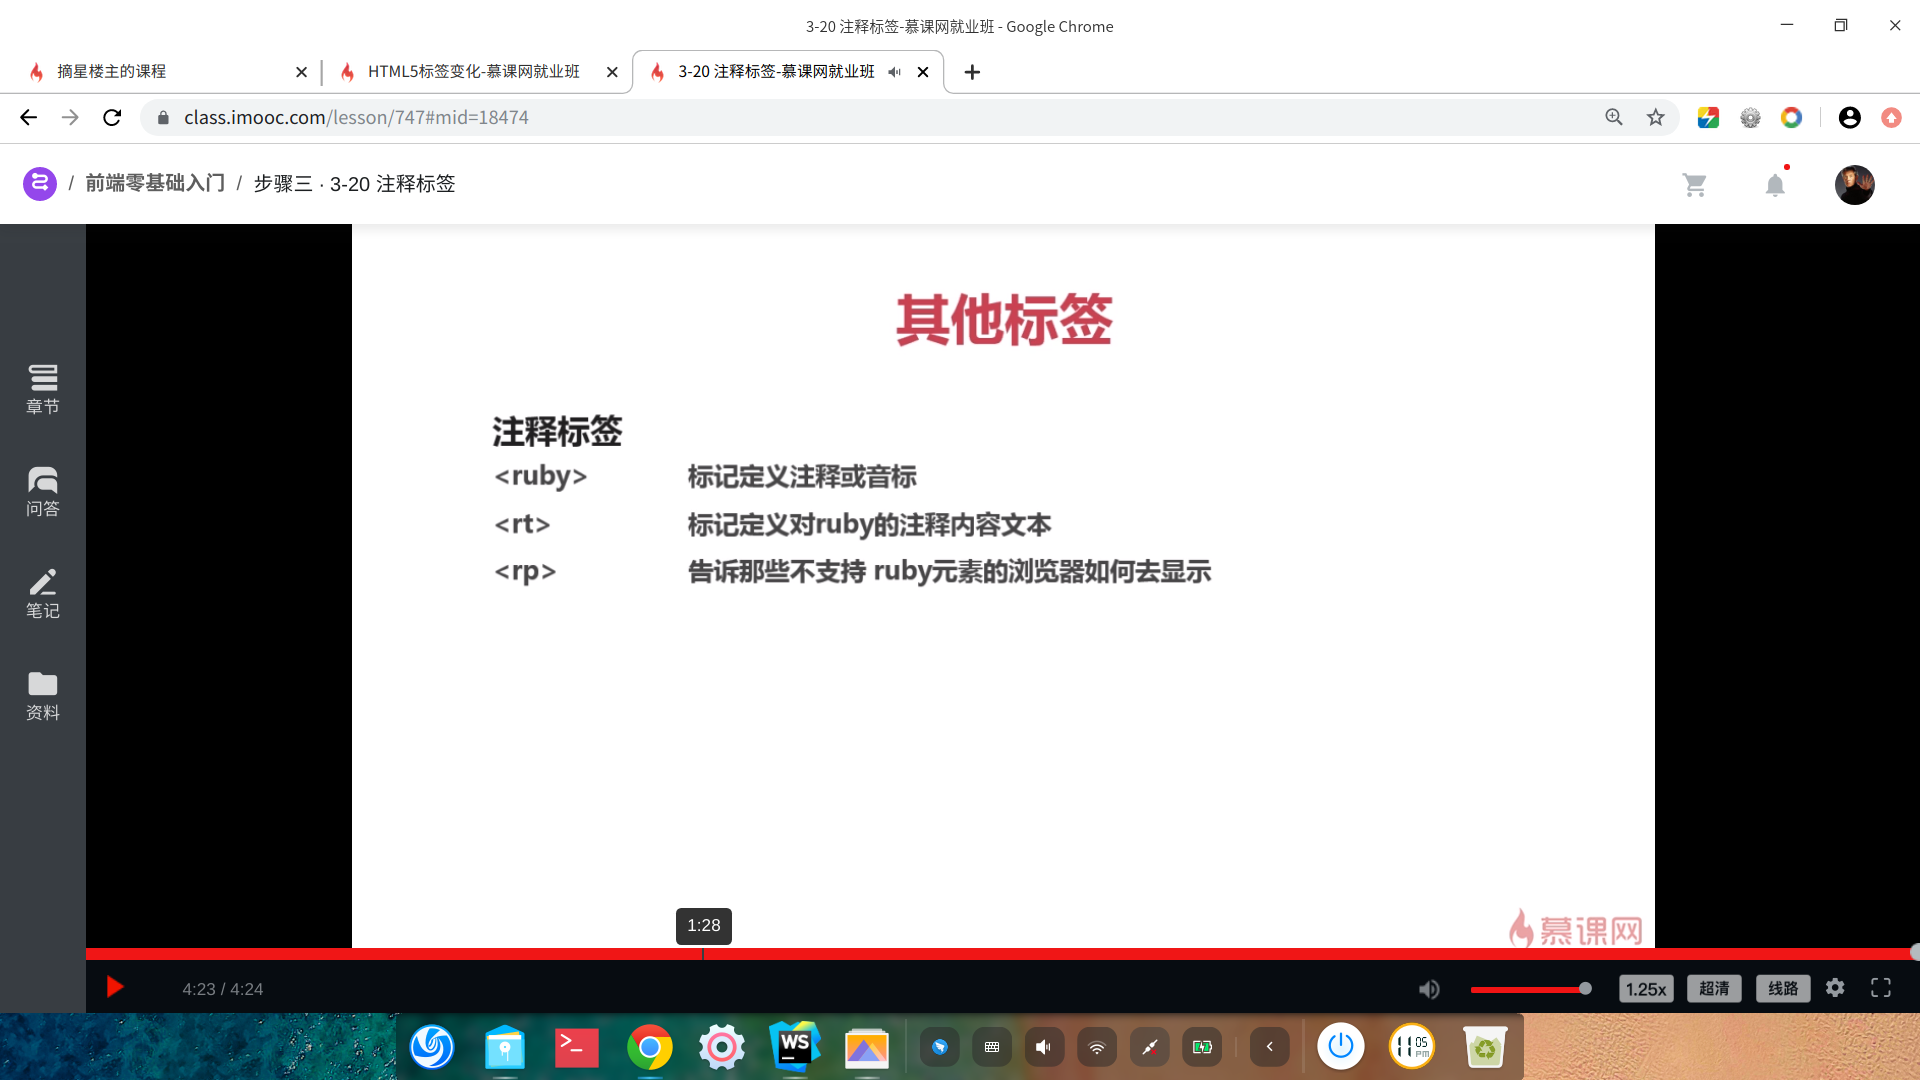 3-20 注释标签-慕课网就业班 - Google Chrome
摘星楼主的课程
HTML5标签变化-慕课网就业班
3-20 注释标签-慕课网就业班
class.imooc.com/lesson/747#mid=18474
/ 前端零基础入门 / 步骤三 · 3-20 注释标签
章节
问答
笔记
资料
其他标签
注释标签
<ruby> 标记定义注释或音标
<rt> 标记定义对ruby的注释内容文本
<rp> 告诉那些不支持 ruby元素的浏览器如何去显示
慕课网
1:28
4:23 / 4:24
1.25x
超清
线路
WS
11 05
PM